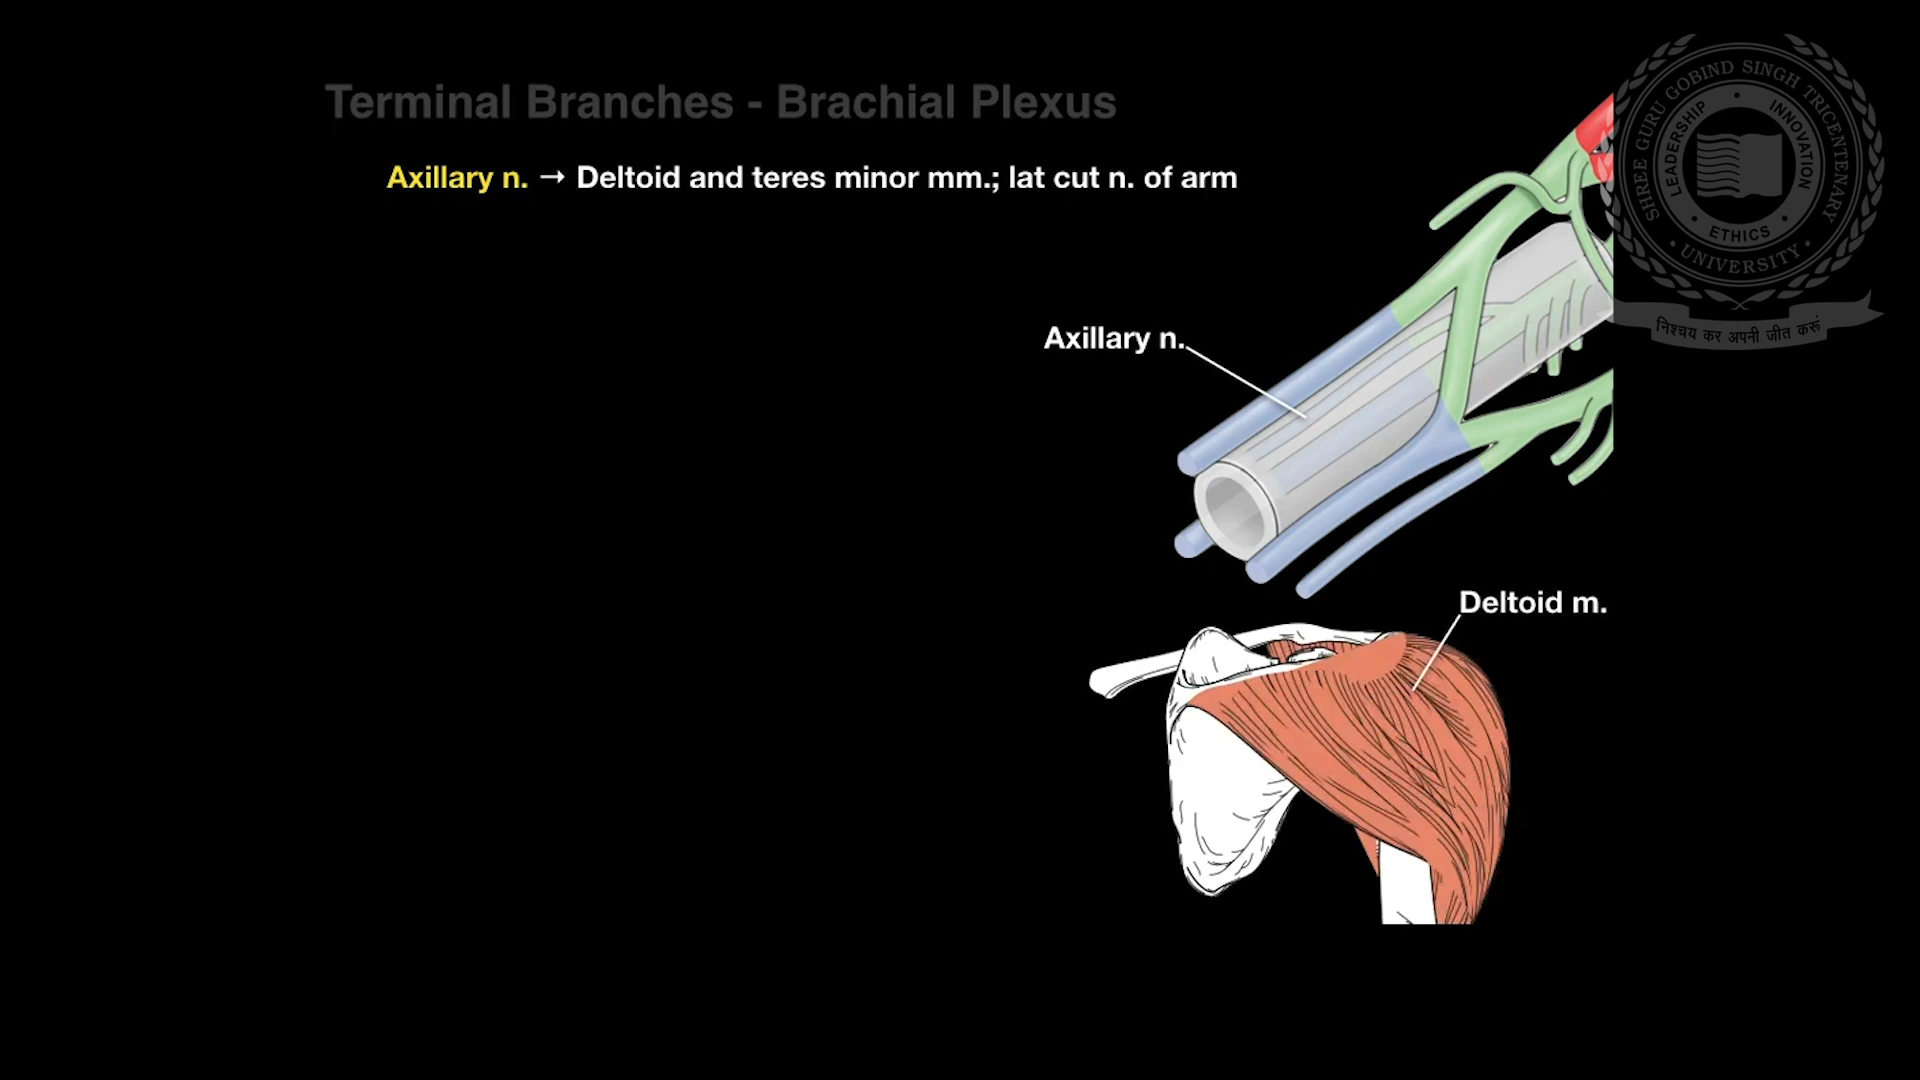 Terminal Branches - Brachial Plexus
Axillary n. → Deltoid and teres minor mm.; lat cut n. of arm
Axillary n.
Deltoid m.
SHREE GURU GOBIND SINGH TRICENTENARY
UNIVERSITY
LEADERSHIP
INNOVATION
ETHICS
निश्चय कर अपनी जीत करूं